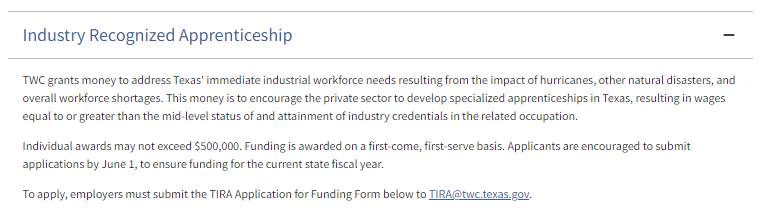 Industry Recognized Apprenticeship
TWC grants money to address Texas' immediate industrial workforce needs resulting from the impact of hurricanes, other natural disasters, and
overall workforce shortages. This money is to encourage the private sector to develop specialized apprenticeships in Texas, resulting in wages
equal to or greater than the mid-level status of and attainment of industry credentials in the related occupation.
Individual awards may not exceed $500,000. Funding is awarded on a first-come, first-serve basis. Applicants are encouraged to submit
applications by June 1, to ensure funding for the current state fiscal year.
To apply, employers must submit the TIRA Application for Funding Form below to TIRA@twc.texas.gov.